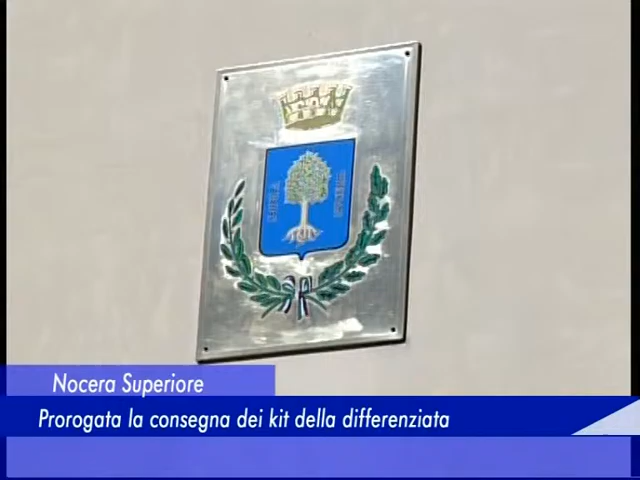 Nocera Superiore
Prorogata la consegna dei kit della differenziata